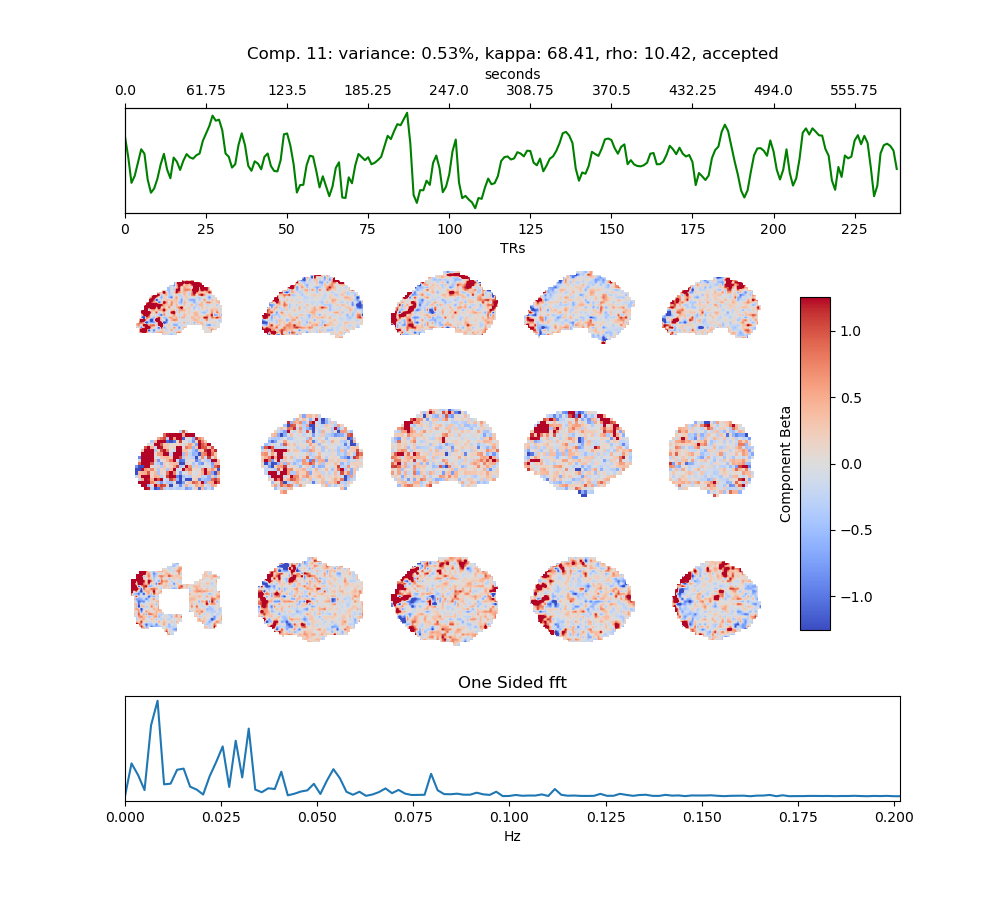 Comp. 11: variance: 0.53%, kappa: 68.41, rho: 10.42, accepted
seconds
0.0 61.75 123.5 185.25 247.0 308.75 370.5 432.25 494.0 555.75
0 25 50 75 100 125 150 175 200 225
TRs
1.0
0.5
0.0
−0.5
−1.0
Component Beta
One Sided fft
0.000 0.025 0.050 0.075 0.100 0.125 0.150 0.175 0.200
Hz